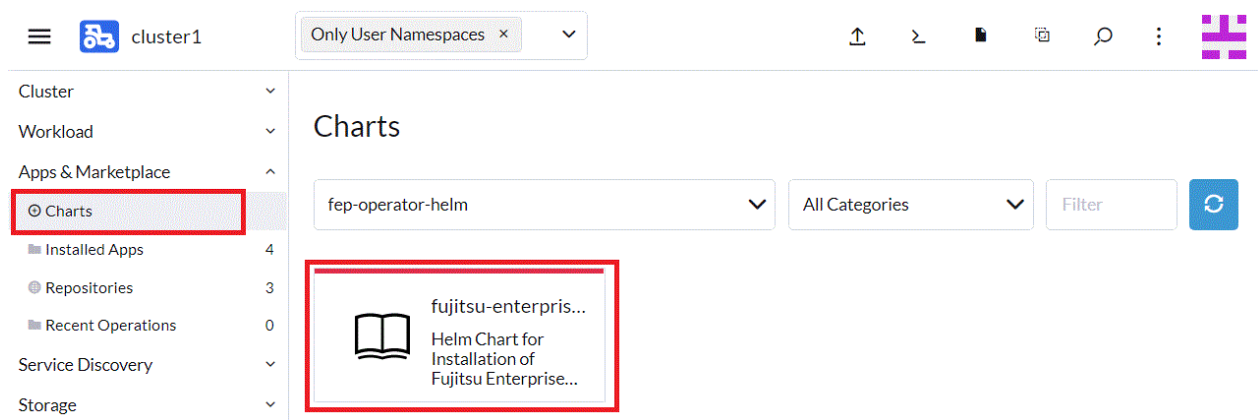 cluster1
Only User Namespaces ×
Cluster
Workload
Apps & Marketplace
Charts
Installed Apps 4
Repositories 3
Recent Operations 0
Service Discovery
Storage
Charts
fep-operator-helm
All Categories
Filter
fujitsu-enterpris...
Helm Chart for
Installation of
Fujitsu Enterprise...